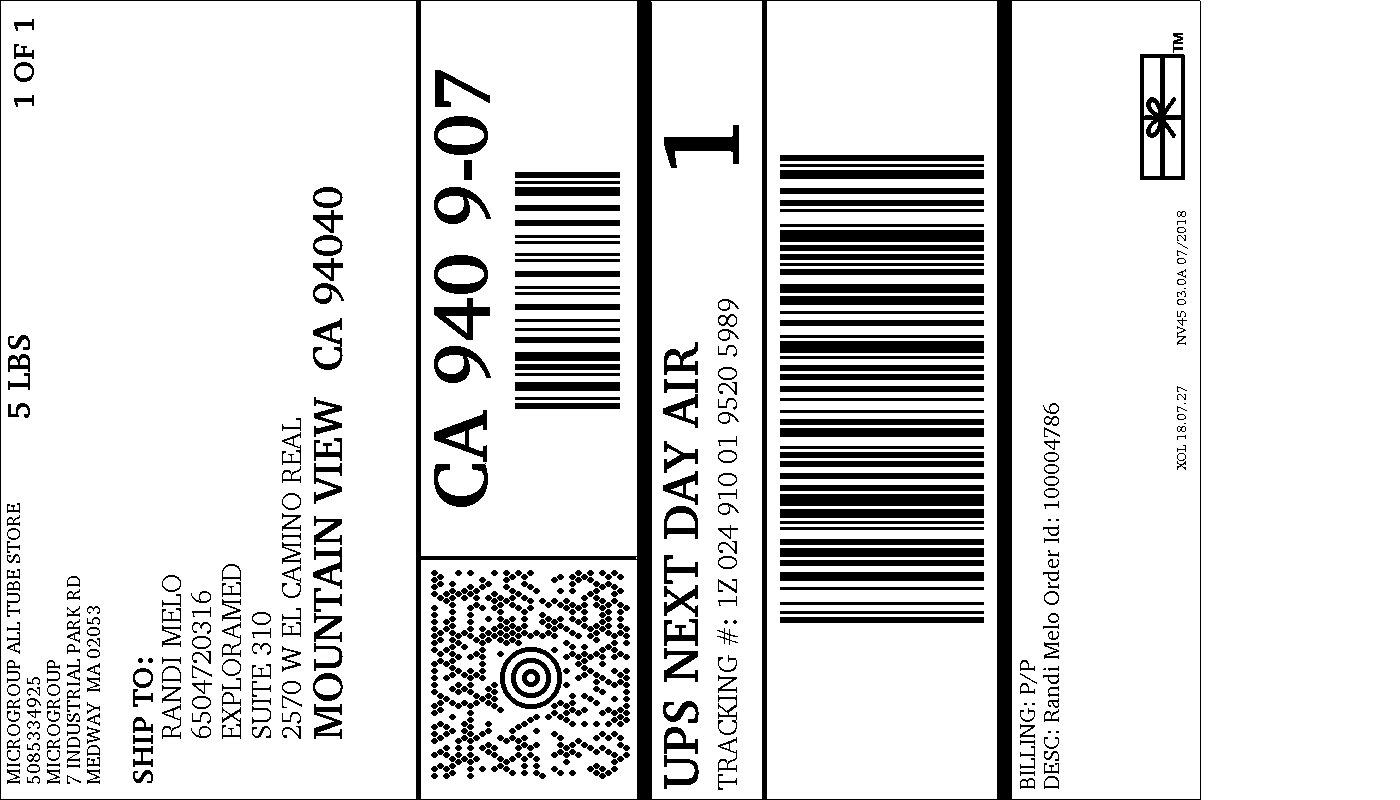 MICROGROUP ALL TUBE STORE
5085334925
MICROGROUP
7 INDUSTRIAL PARK RD
MEDWAY  MA 02053
5 LBS
1 OF 1
SHIP TO:
RANDI MELO
6504720316
EXPLORAMED
SUITE 310
2570 W EL CAMINO REAL
MOUNTAIN VIEW  CA 94040
CA 940 9-07
UPS NEXT DAY AIR
TRACKING #: 1Z 024 910 01 9520 5989
1
BILLING: P/P
DESC: Randi Melo Order Id: 100004786
XOL 18.07.27
NV45 03.0A 07/2018
TM